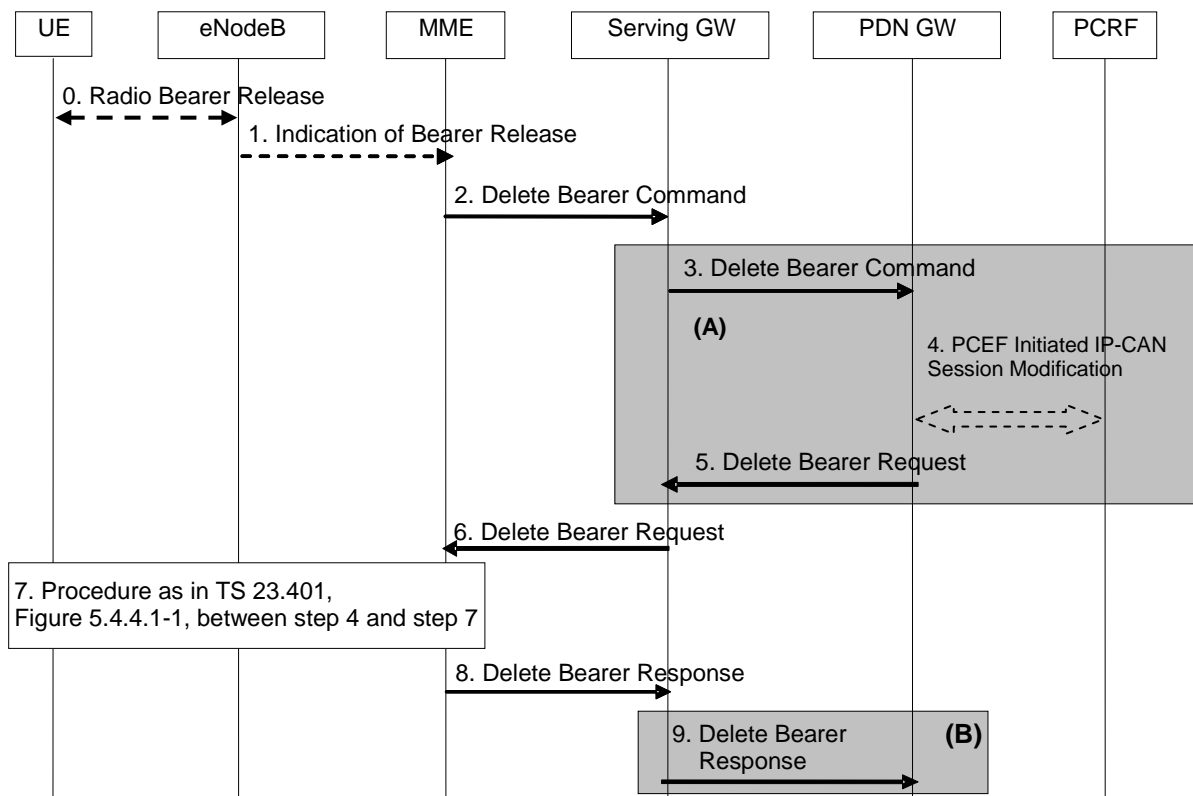 UE
eNodeB
MME
Serving GW
PDN GW
PCRF
0. Radio Bearer Release
1. Indication of Bearer Release
2. Delete Bearer Command
3. Delete Bearer Command
(A)
4. PCEF Initiated IP-CAN
Session Modification
5. Delete Bearer Request
6. Delete Bearer Request
7. Procedure as in TS 23.401,
Figure 5.4.4.1-1, between step 4 and step 7
8. Delete Bearer Response
9. Delete Bearer
Response
(B)